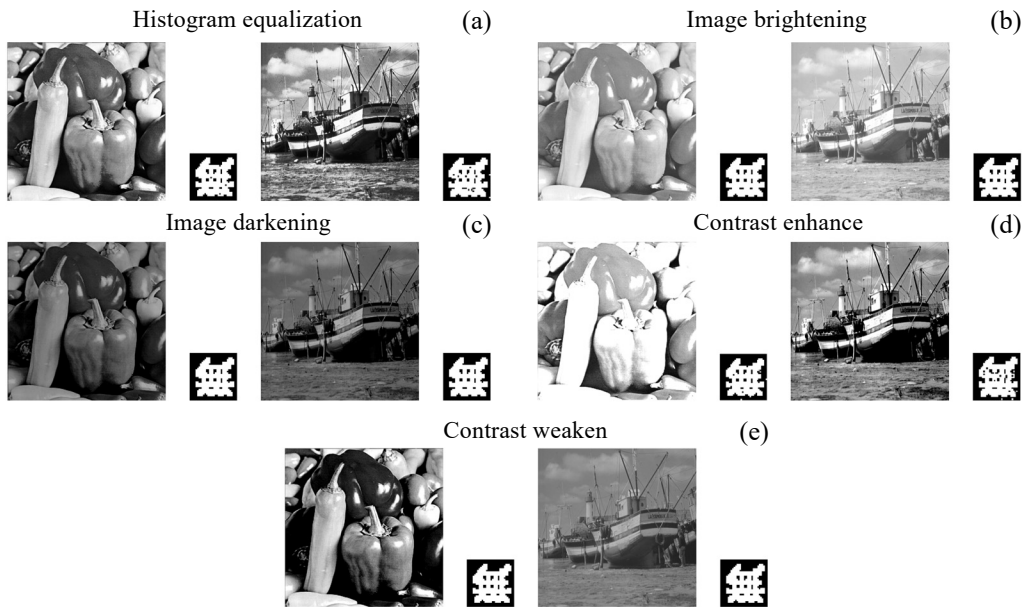 Histogram equalization (a)
Image brightening (b)
Image darkening (c)
Contrast enhance (d)
Contrast weaken (e)